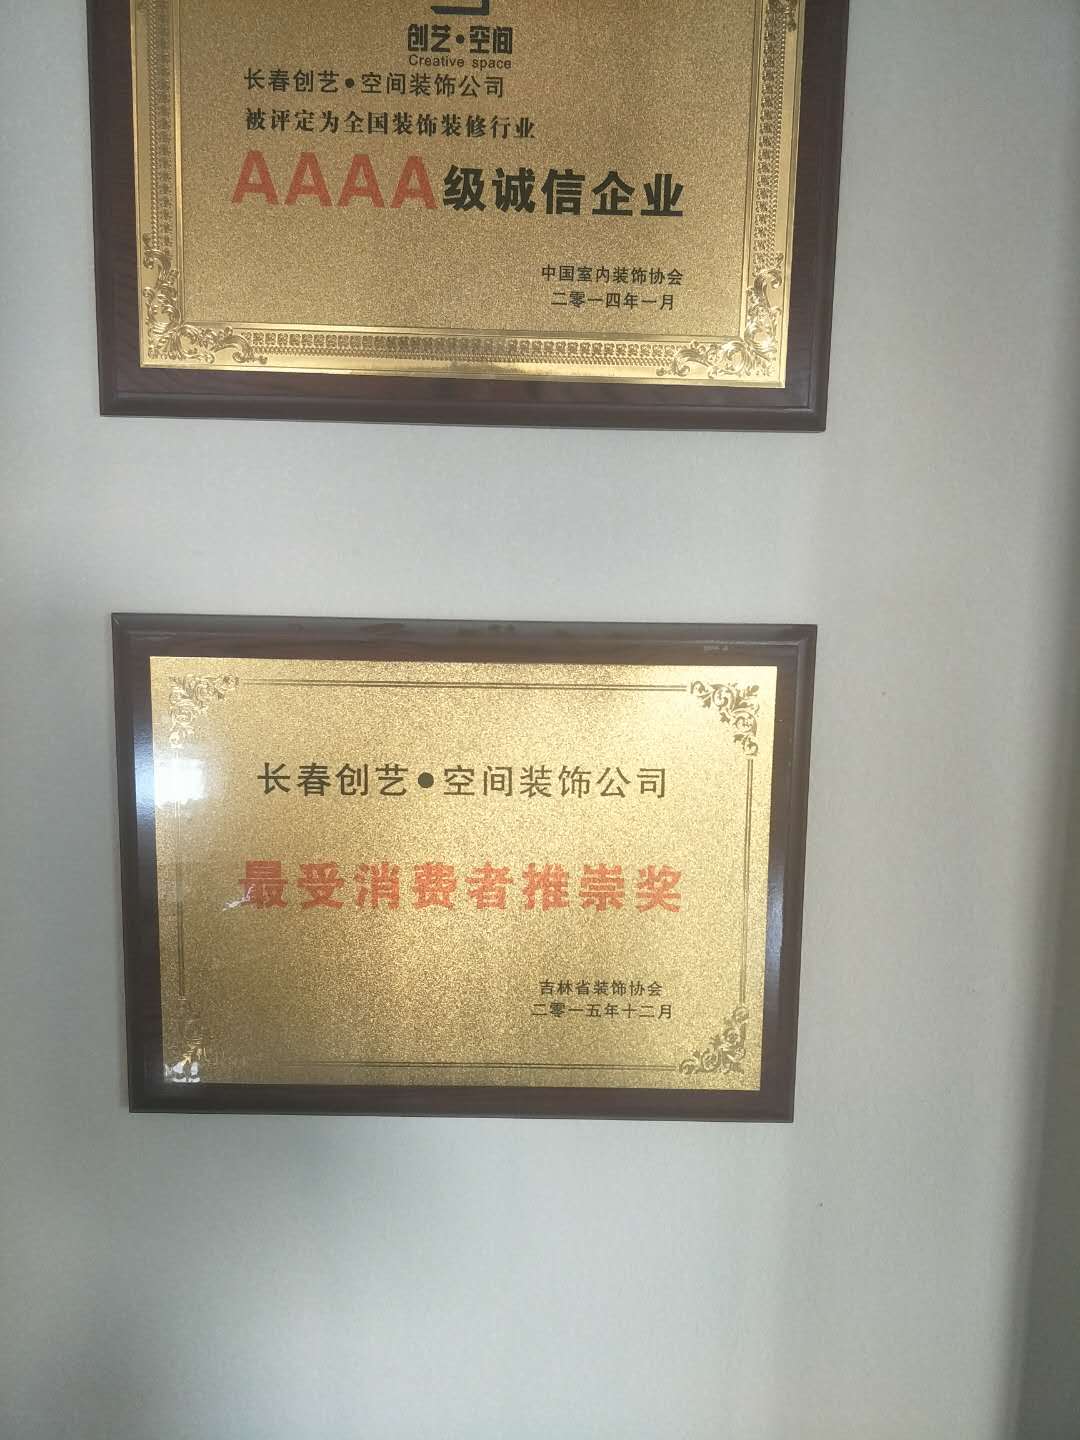 创艺·空间
Creative space
长春创艺●空间装饰公司
被评定为全国装饰装修行业
AAAA级诚信企业
中国室内装饰协会
二零一四年一月
长春创艺●空间装饰公司
最受消费者推崇奖
吉林省装饰协会
二零一五年十二月